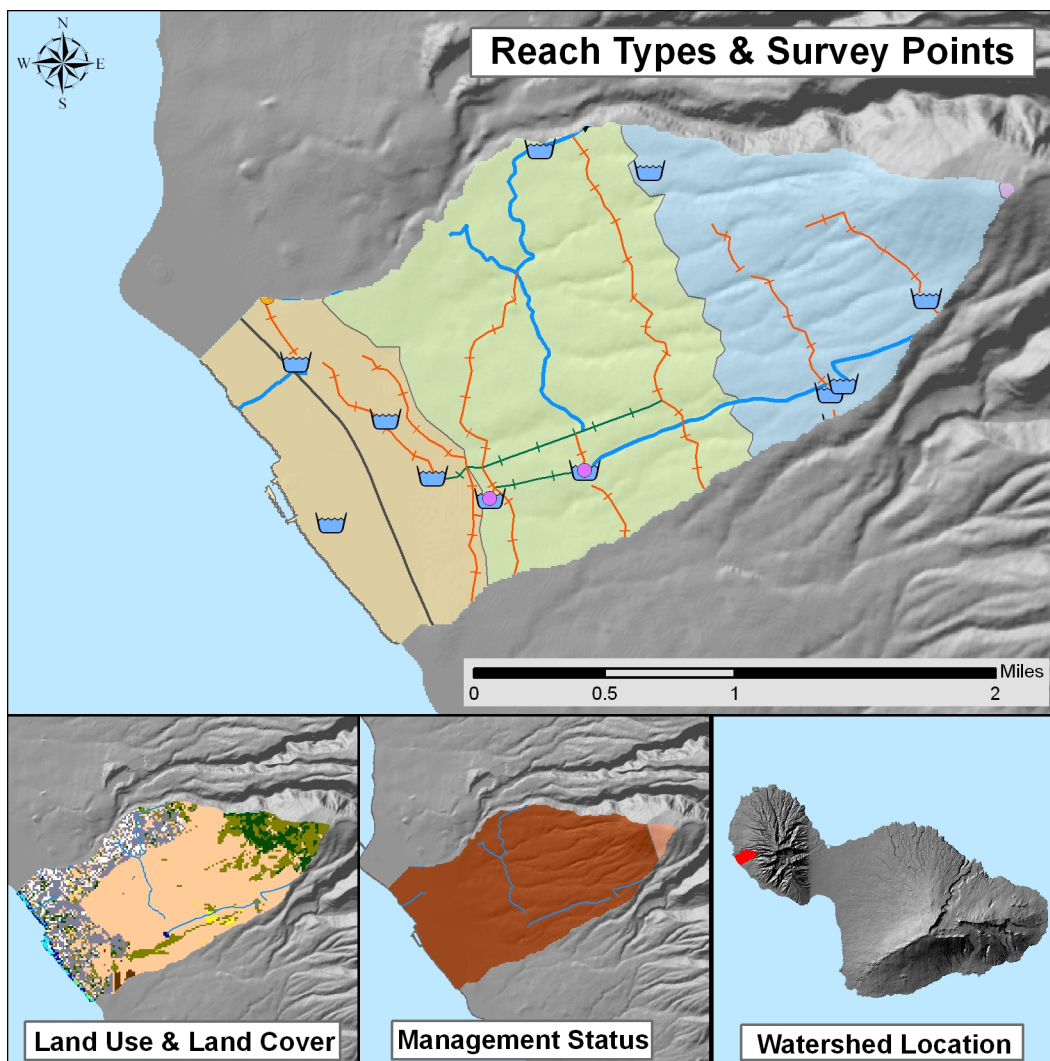 N
W E
S
Reach Types & Survey Points
Miles
0 0.5 1 2
Land Use & Land Cover
Management Status
Watershed Location